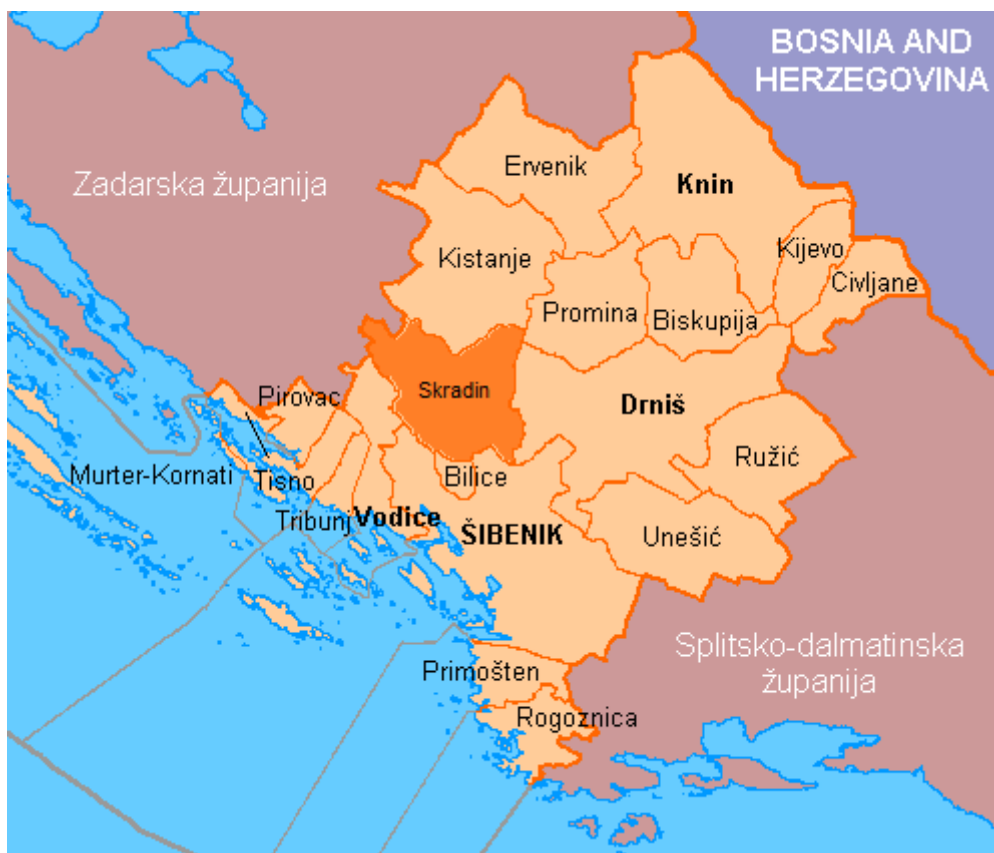 BOSNIA AND
HERZEGOVINA
Ervenik
Zadarska županija
Knin
Kijevo
Kistanje
Civljane
Promina
Biskupija
Skradin
Pirovac
Drniš
Ružić
Murter-Kornati
Tisno
Bilice
Tribunj
Vodice
ŠIBENIK
Unešić
Splitsko-dalmatinska
županija
Primošten
Rogoznica